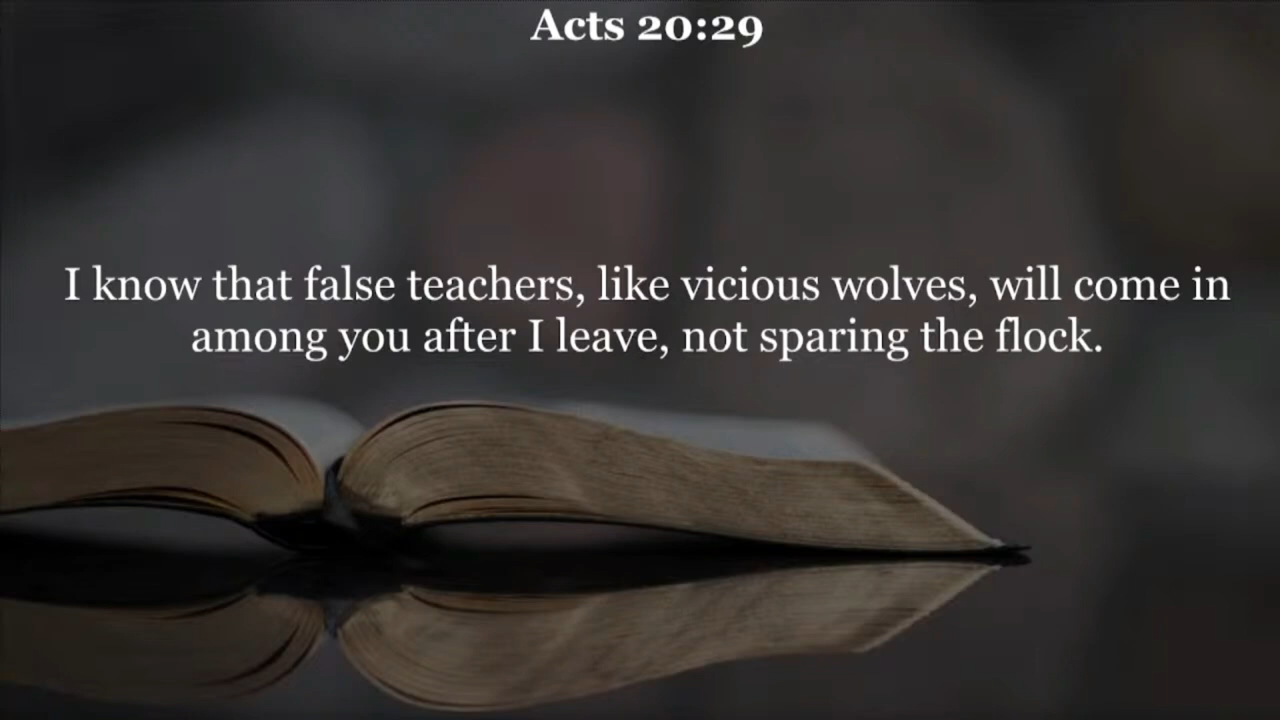 Acts 20:29
I know that false teachers, like vicious wolves, will come in
among you after I leave, not sparing the flock.